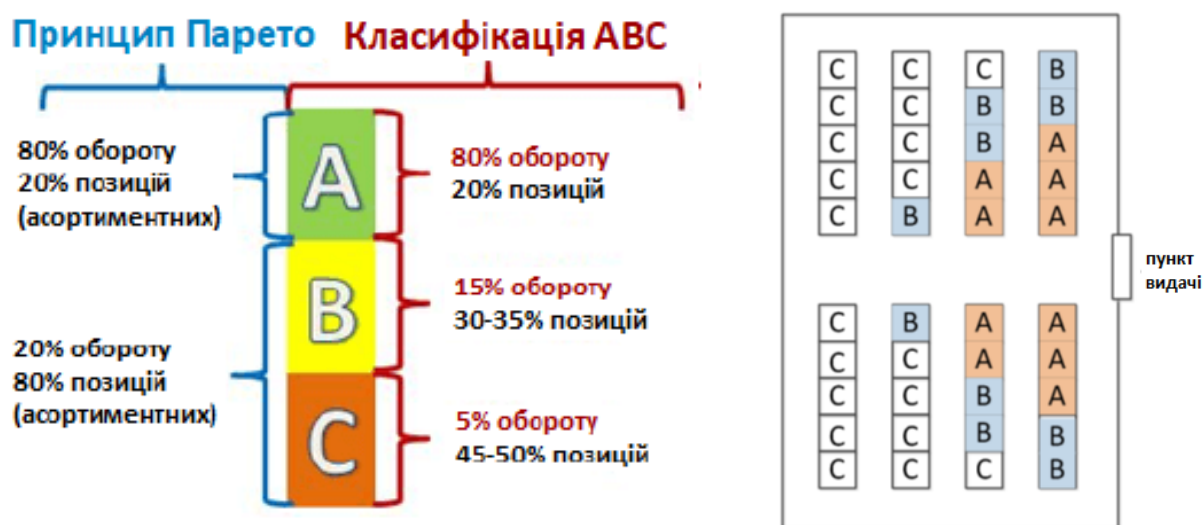 Принцип Парето
Класифікація АВС
80% обороту
20% позицій
(асортиментних)
20% обороту
80% позицій
(асортиментних)
A
B
C
80% обороту
20% позицій
15% обороту
30-35% позицій
5% обороту
45-50% позицій
C C C B
C C B B
C C B A
C C A A
C B A A
пункт
видачі
C B A A
C C A A
C C B A
C C B B
C C C B